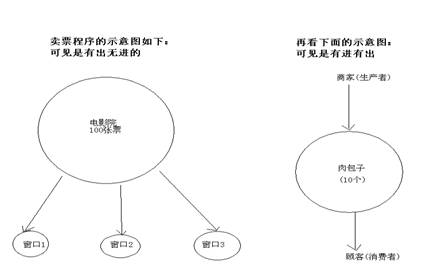 卖票程序的示意图如下:
可见是有出无进的
电影院
100张票
窗口1
窗口2
窗口3
再看下面的示意图:
可见是有进有出
商家(生产者)
肉包子
(10个)
顾客(消费者)